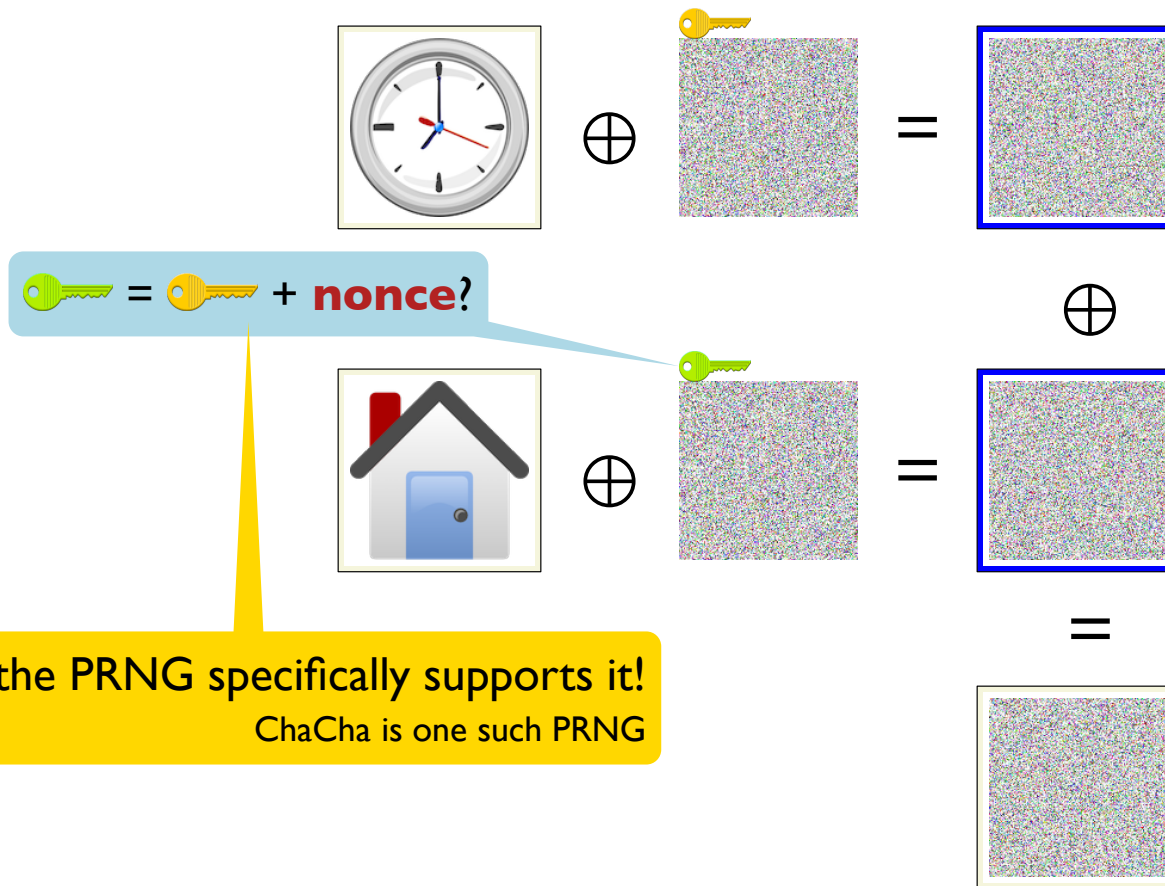 ⊕ =
= + nonce?
⊕
⊕ =
=
the PRNG specifically supports it!
ChaCha is one such PRNG